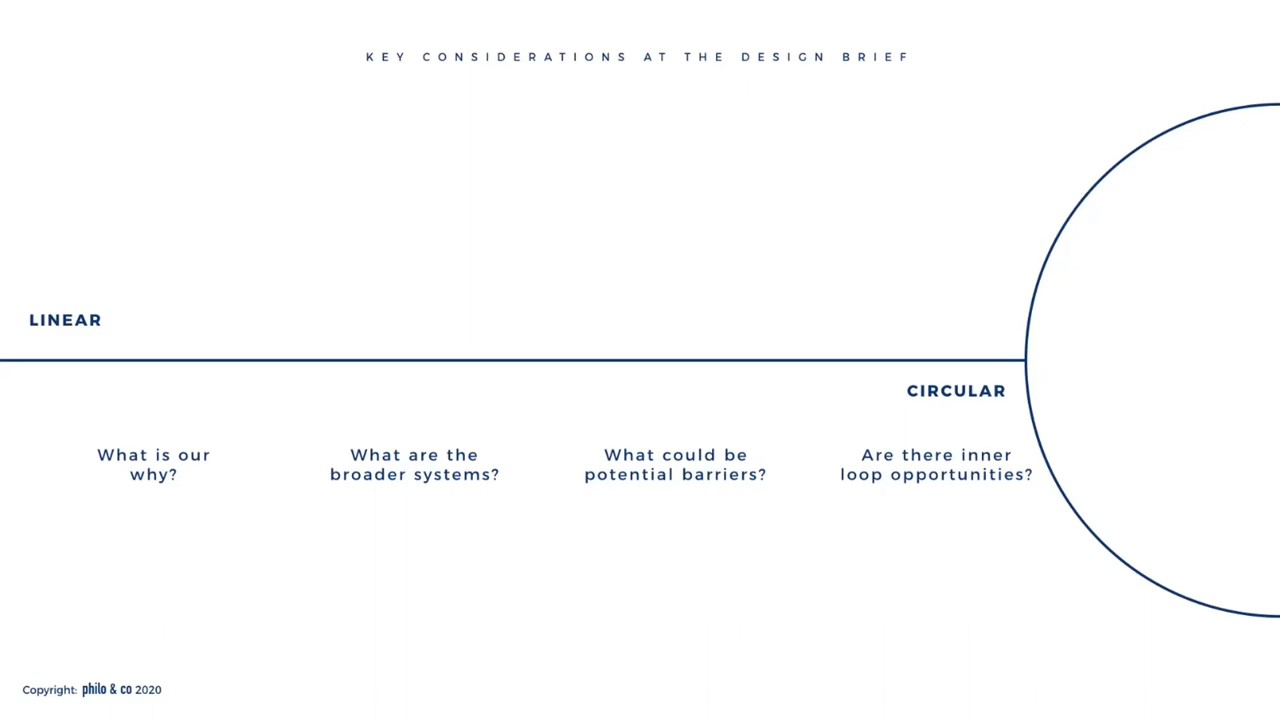 KEY CONSIDERATIONS AT THE DESIGN BRIEF
LINEAR
CIRCULAR
What is our
why?
What are the
broader systems?
What could be
potential barriers?
Are there inner
loop opportunities?
Copyright: philo & co 2020